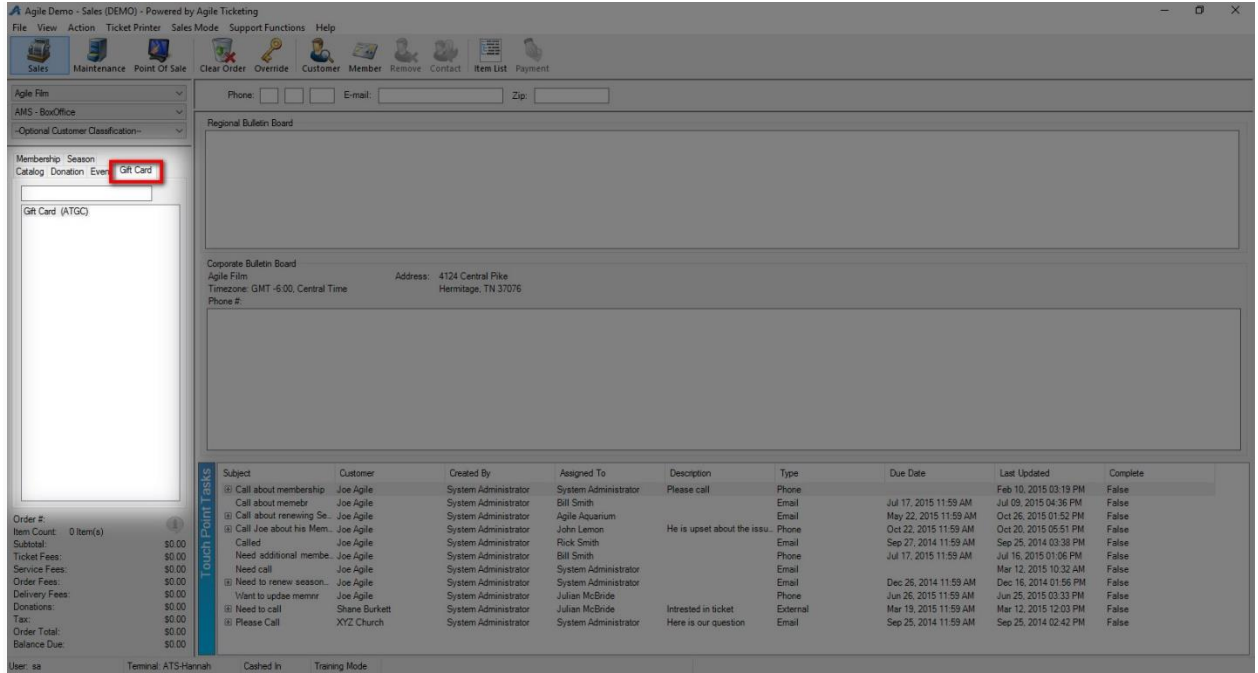 Agile Demo - Sales (DEMO) - Powered by Agile Ticketing
File View Action Ticket Printer Sales Mode Support Functions Help
Sales Maintenance Point Of Sale Clear Order Override Customer Member Remove Contact Item List Payment
Agile Film
AMS - BoxOffice
--Optional Customer Classification--
Phone: E-mail: Zip:
Membership Season
Catalog Donation Even Gift Card
Gift Card (ATGC)
Regional Bulletin Board
Corporate Bulletin Board
Agile Film Address: 4124 Central Pike
Timezone: GMT -6:00, Central Time Hermitage, TN 37076
Phone #:
Touch Point Tasks
Subject Customer Created By Assigned To Description Type Due Date Last Updated Complete
Call about membership Joe Agile System Administrator System Administrator Please call Phone Feb 10, 2015 03:19 PM False
Call about memebr Joe Agile System Administrator Bill Smith Email Jul 17, 2015 11:59 AM Jul 09, 2015 04:36 PM False
Call about renewing Se... Joe Agile System Administrator Agile Aquarium Email May 22, 2015 11:59 AM Oct 26, 2015 01:52 PM False
Call Joe about his Mem... Joe Agile System Administrator John Lemon He is upset about the issu... Phone Oct 22, 2015 11:59 AM Oct 20, 2015 05:51 PM False
Called Joe Agile System Administrator Rick Smith Email Sep 27, 2014 11:59 AM Sep 25, 2014 03:38 PM False
Need additional membe... Joe Agile System Administrator Bill Smith Phone Jul 17, 2015 11:59 AM Jul 16, 2015 01:06 PM False
Need call Joe Agile System Administrator System Administrator Email Mar 12, 2015 10:32 AM False
Need to renew season... Joe Agile System Administrator System Administrator Email Dec 26, 2014 11:59 AM Dec 16, 2014 01:56 PM False
Want to updae memnr Joe Agile System Administrator Julian McBride Phone Jun 26, 2015 11:59 AM Jun 25, 2015 03:33 PM False
Need to call Shane Burkett System Administrator Julian McBride Intrested in ticket External Mar 19, 2015 11:59 AM Mar 12, 2015 12:03 PM False
Please Call XYZ Church System Administrator System Administrator Here is our question Email Sep 25, 2014 11:59 AM Sep 25, 2014 02:42 PM False
Order #:
Item Count: 0 Item(s)
Subtotal: $0.00
Ticket Fees: $0.00
Service Fees: $0.00
Order Fees: $0.00
Delivery Fees: $0.00
Donations: $0.00
Tax: $0.00
Order Total: $0.00
Balance Due: $0.00
User: sa Terminal: ATS-Hannah Cashed In Training Mode